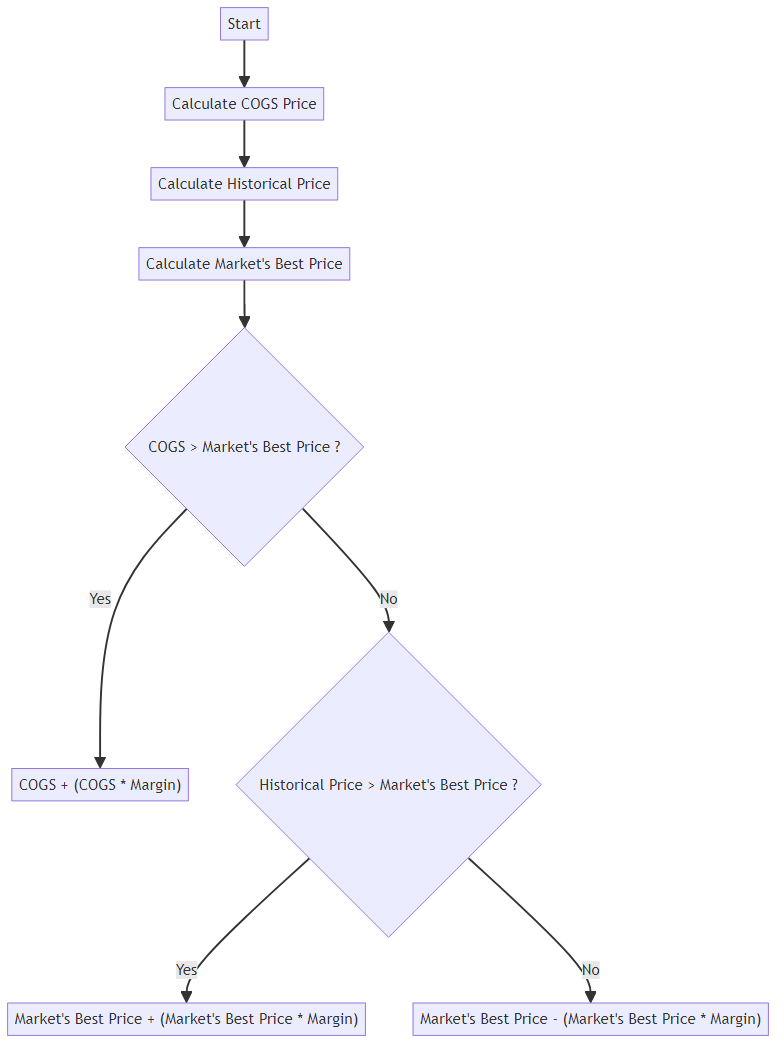 Start
Calculate COGS Price
Calculate Historical Price
Calculate Market's Best Price
COGS > Market's Best Price ?
Yes
No
COGS + (COGS * Margin)
Historical Price > Market's Best Price ?
Yes
No
Market's Best Price + (Market's Best Price * Margin)
Market's Best Price - (Market's Best Price * Margin)